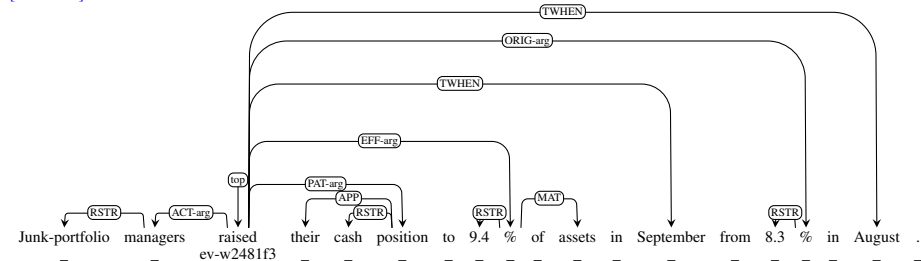 TWHEN
ORIG-arg
TWHEN
EFF-arg
top
PAT-arg
APP
RSTR ACT-arg RSTR RSTR MAT RSTR
Junk-portfolio managers raised their cash position to 9.4 % of assets in September from 8.3 % in August .
_ _ ev-w2481f3 _ _ _ _ _ _ _ _ _ _ _ _ _ _ _ _